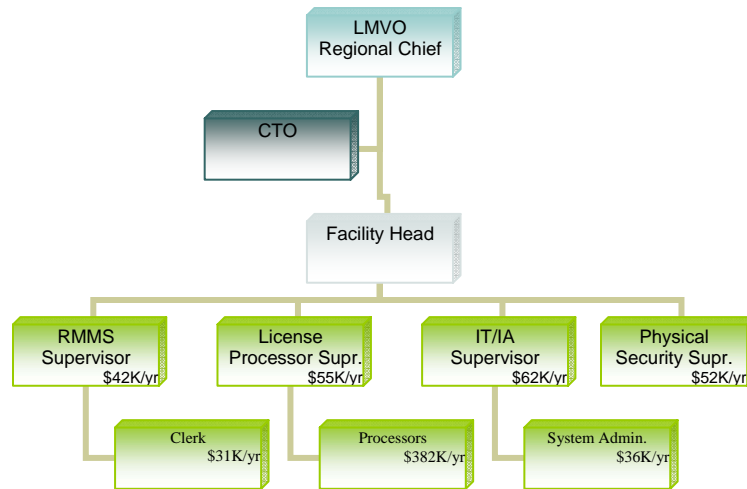 LMVO
Regional Chief
CTO
Facility Head
RMMS
Supervisor
$42K/yr
License
Processor Supr.
$55K/yr
IT/IA
Supervisor
$62K/yr
Physical
Security Supr.
$52K/yr
Clerk
$31K/yr
Processors
$382K/yr
System Admin.
$36K/yr